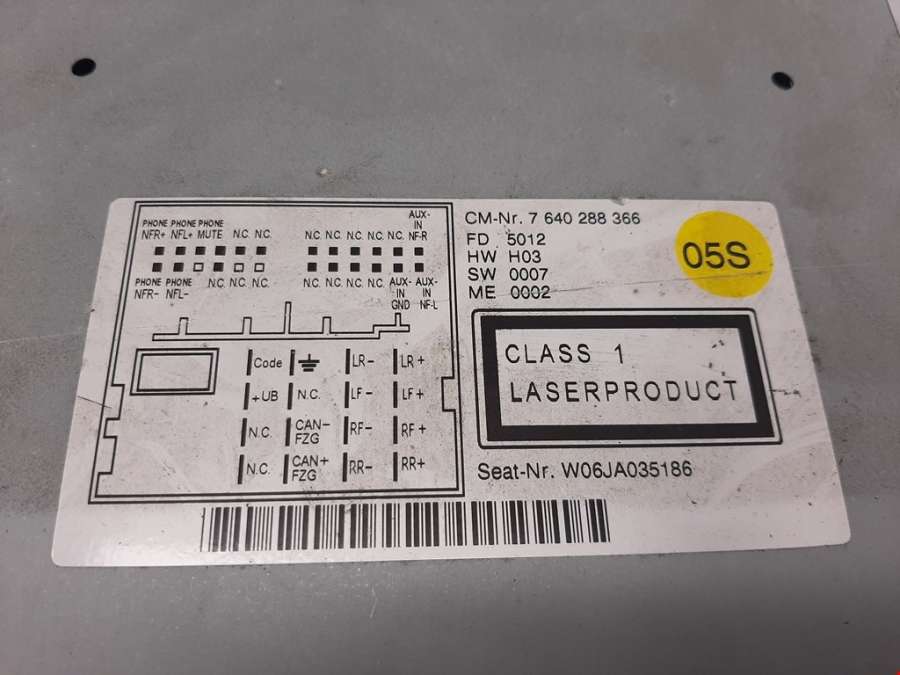 PHONE PHONE PHONE
NFR+ NFL+ MUTE N.C. N.C.
N.C. N.C. N.C. N.C. N.C.
AUX-
IN
NF-R
PHONE PHONE
NFR- NFL-
N.C. N.C. N.C.
N.C. N.C. N.C. N.C.
AUX-
IN
GND
AUX-
IN
NF-L
Code LR- LR+
+UB N.C. LF- LF+
N.C. CAN-
FZG RF- RF+
N.C. CAN+
FZG RR- RR+
CM-Nr. 7 640 288 366
FD 5012
HW H03
SW 0007
ME 0002
05S
CLASS 1
LASERPRODUCT
Seat-Nr. W06JA035186